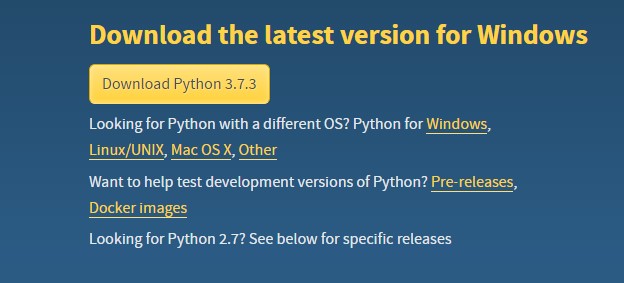 Download the latest version for Windows
Download Python 3.7.3
Looking for Python with a different OS? Python for Windows,
Linux/UNIX, Mac OS X, Other
Want to help test development versions of Python? Pre-releases,
Docker images
Looking for Python 2.7? See below for specific releases